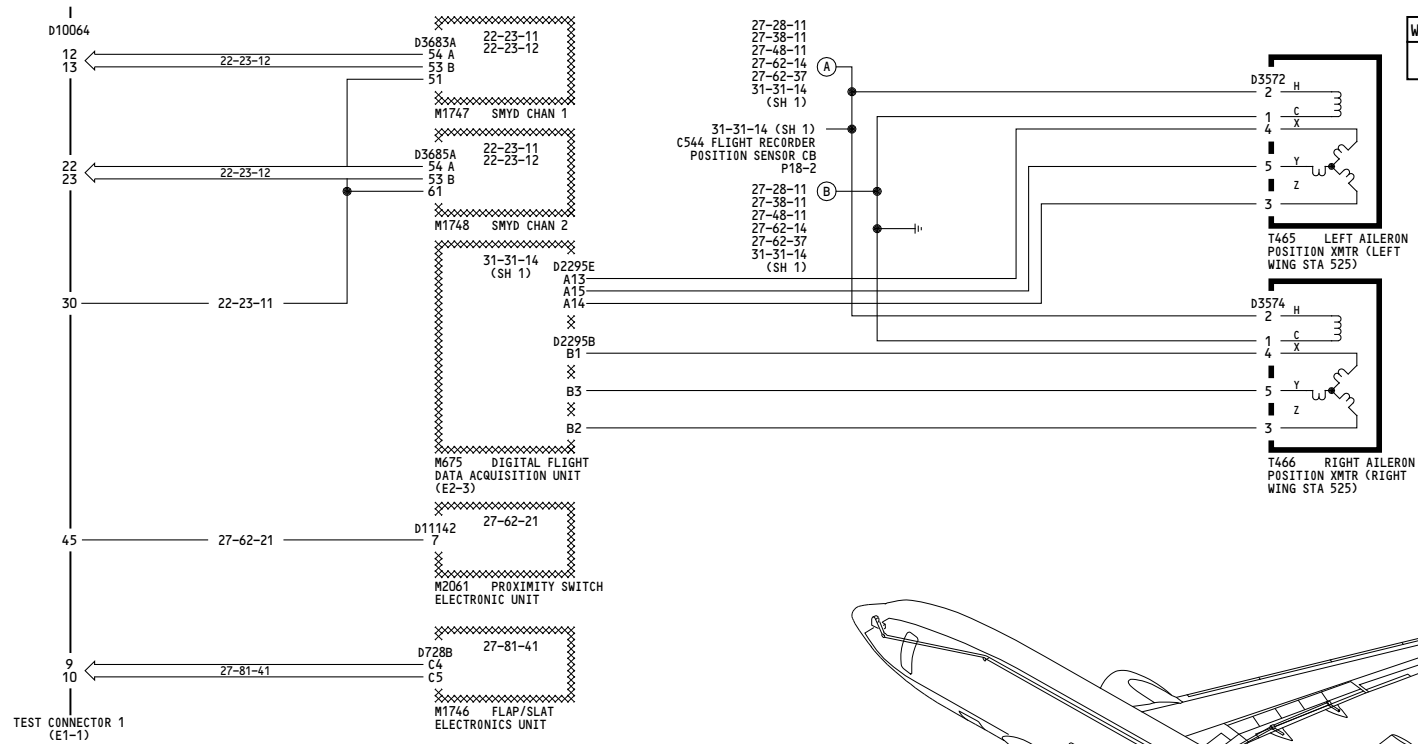 D10064
12
13
22-23-12
22
23
22-23-12
30
22-23-11
45
27-62-21
9
10
27-81-41
TEST CONNECTOR 1
(E1-1)
D3683A
22-23-11
22-23-12
54 A
53 B
51
M1747 SMYD CHAN 1
D3685A
22-23-11
22-23-12
54 A
53 B
61
M1748 SMYD CHAN 2
31-31-14
(SH 1)
D2295E
A13
A15
A14
D2295B
B1
B3
B2
M675 DIGITAL FLIGHT
DATA ACQUISITION UNIT
(E2-3)
D11142
27-62-21
7
M2061 PROXIMITY SWITCH
ELECTRONIC UNIT
D728B
27-81-41
C4
C5
M1746 FLAP/SLAT
ELECTRONICS UNIT
27-28-11
27-38-11
27-48-11
27-62-14
27-62-37
31-31-14
(SH 1)
A
31-31-14 (SH 1)
C544 FLIGHT RECORDER
POSITION SENSOR CB
P18-2
27-28-11
27-38-11
27-48-11
27-62-14
27-62-37
31-31-14
(SH 1)
B
D3572
2 H
1 C
4 X
5 Y
Z
3
T465 LEFT AILERON
POSITION XMTR (LEFT
WING STA 525)
D3574
2 H
1 C
4 X
5 Y
Z
3
T466 RIGHT AILERON
POSITION XMTR (RIGHT
WING STA 525)